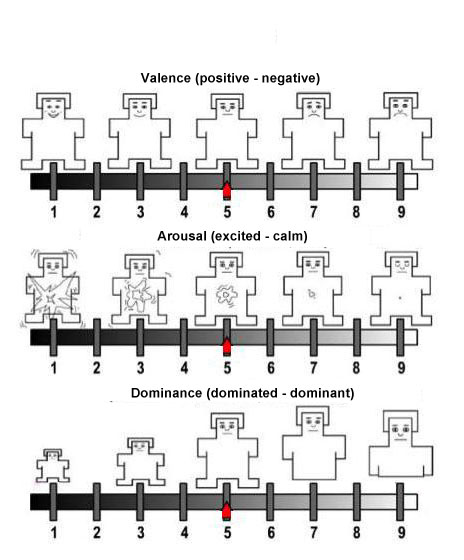 Valence (positive - negative)
1 2 3 4 5 6 7 8 9
Arousal (excited - calm)
1 2 3 4 5 6 7 8 9
Dominance (dominated - dominant)
1 2 3 4 5 6 7 8 9